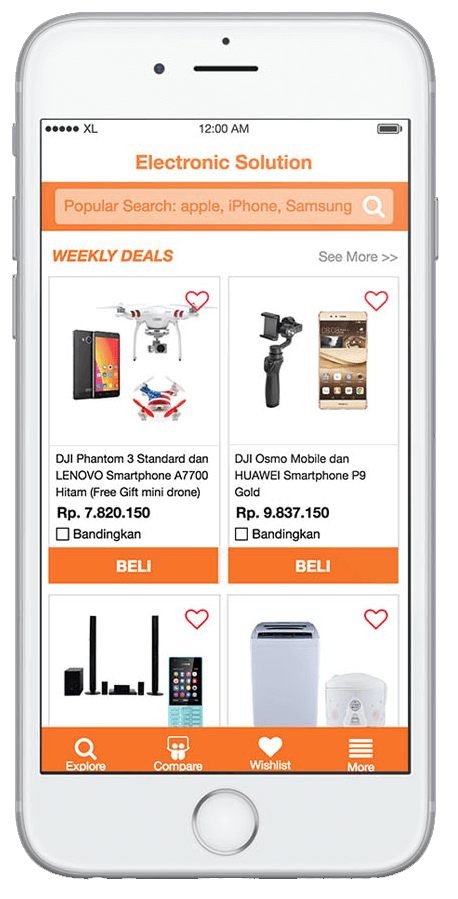 XL 12:00 AM
Electronic Solution
Popular Search: apple, iPhone, Samsung
WEEKLY DEALS See More >>
DJI Phantom 3 Standard dan
LENOVO Smartphone A7700
Hitam (Free Gift mini drone)
Rp. 7.820.150
Bandingkan
BELI
DJI Osmo Mobile dan
HUAWEI Smartphone P9
Gold
Rp. 9.837.150
Bandingkan
BELI
Explore Compare Wishlist More